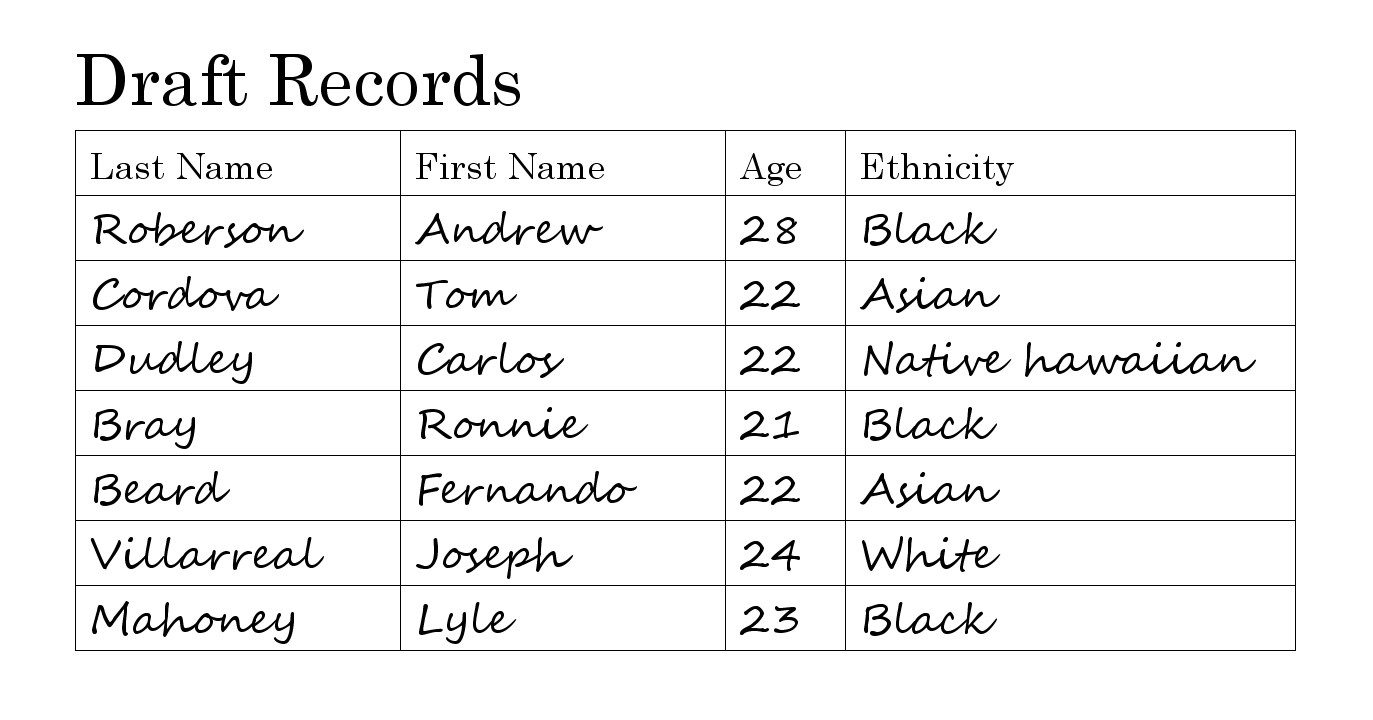 Draft Records
Last Name First Name Age Ethnicity
Roberson Andrew 28 Black
Cordova Tom 22 Asian
Dudley Carlos 22 Native hawaiian
Bray Ronnie 21 Black
Beard Fernando 22 Asian
Villarreal Joseph 24 White
Mahoney Lyle 23 Black